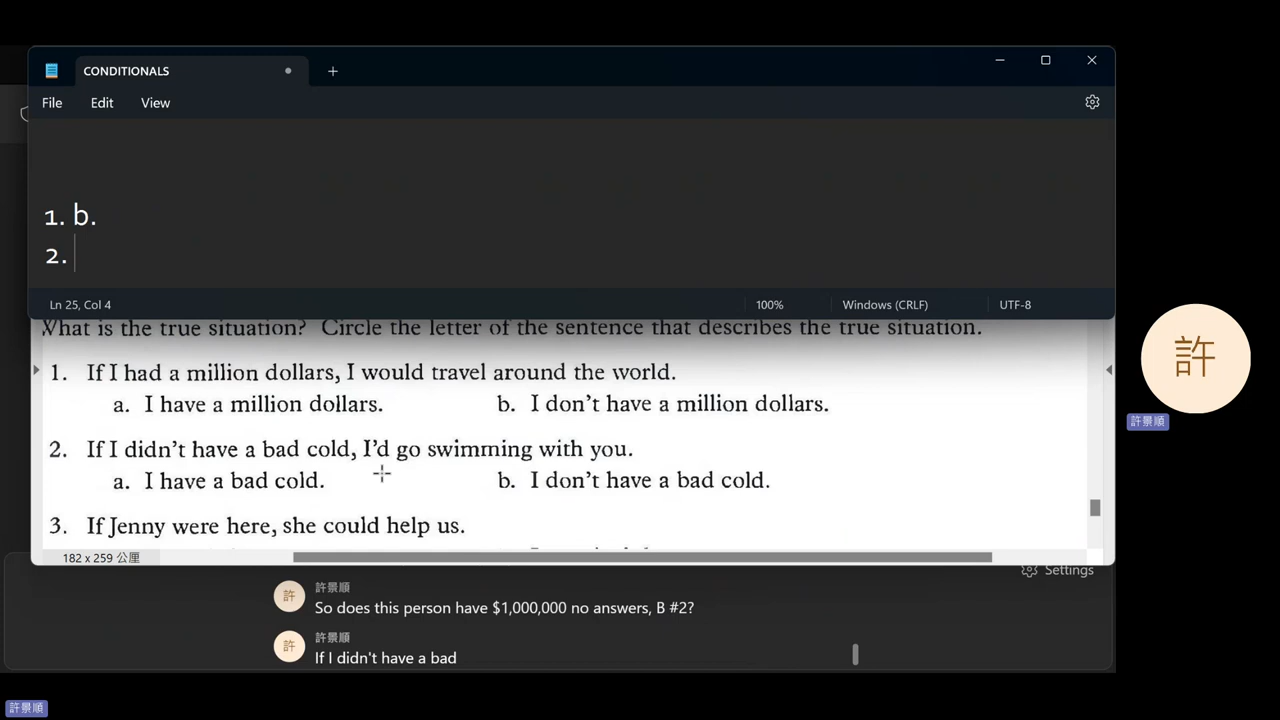 CONDITIONALS
File Edit View
1. b.
2.
Ln 25, Col 4 100% Windows (CRLF) UTF-8
What is the true situation? Circle the letter of the sentence that describes the true situation.
1. If I had a million dollars, I would travel around the world.
a. I have a million dollars. b. I don't have a million dollars.
2. If I didn't have a bad cold, I'd go swimming with you.
a. I have a bad cold. b. I don't have a bad cold.
3. If Jenny were here, she could help us.
182 x 259 公厘
Settings
許 許景順
So does this person have $1,000,000 no answers, B #2?
許 許景順
If I didn't have a bad
許
許景順
許景順